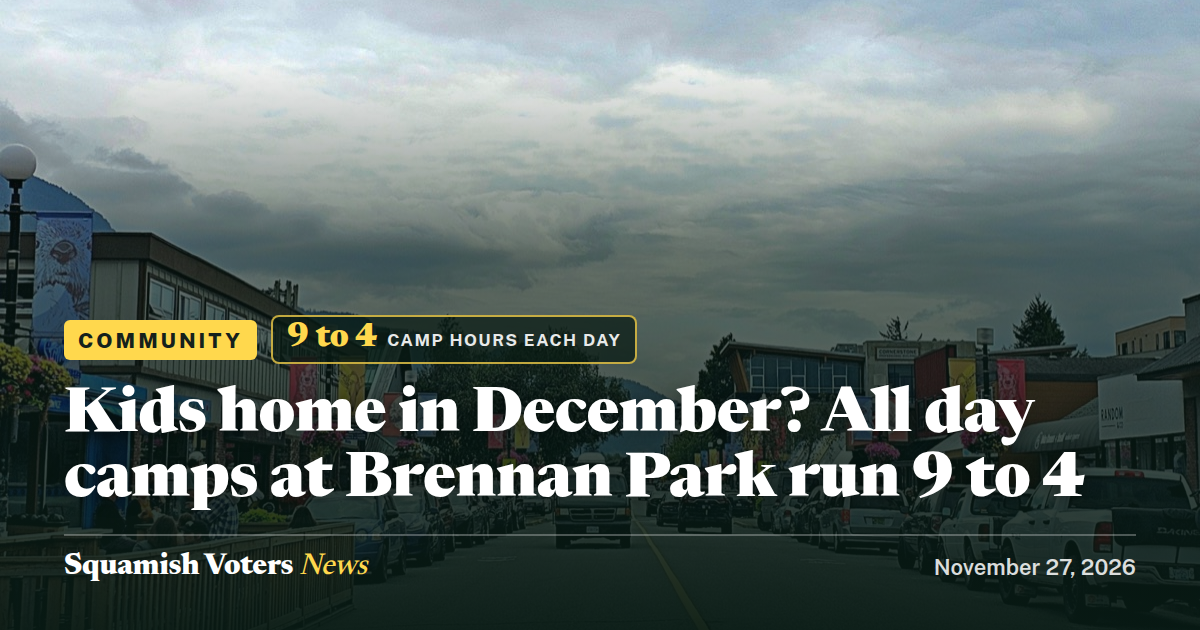 COMMUNITY
9 to 4 CAMP HOURS EACH DAY
Kids home in December? All day
camps at Brennan Park run 9 to 4
Squamish Voters News
November 27, 2026
RANDOM